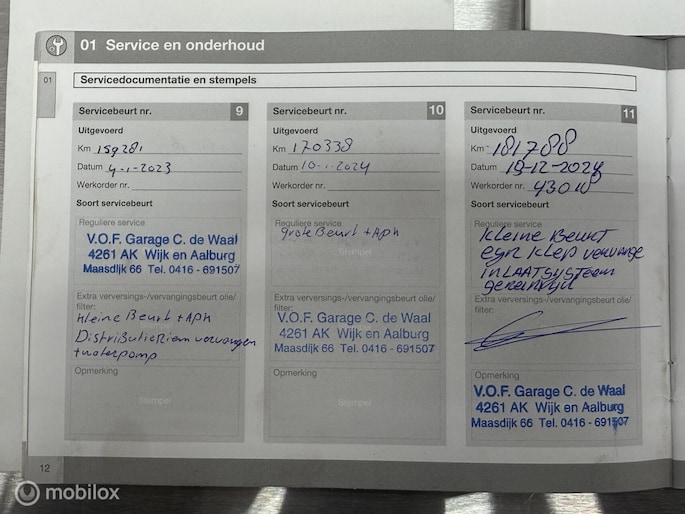 01 Service en onderhoud
01
Servicedocumentatie en stempels
Servicebeurt nr. 9
Uitgevoerd
Km 159281
Datum 4-1-2023
Werkorder nr.
Soort servicebeurt
Reguliere service
V.O.F. Garage C. de Waal
4261 AK Wijk en Aalburg
Maasdijk 66 Tel. 0416 - 691507
Extra verversings-/vervangingsbeurt olie/
filter:
Kleine Beurt + APK
Distributieriem vervangen
+ waterpomp
Opmerking
Stempel
Servicebeurt nr. 10
Uitgevoerd
Km 170338
Datum 10-1-2024
Werkorder nr.
Soort servicebeurt
Reguliere service
grote Beurt + APK
Stempel
Extra verversings-/vervangingsbeurt olie/
filter:
V.O.F. Garage C. de Waal
4261 AK Wijk en Aalburg
Maasdijk 66 Tel. 0416 - 691507
Opmerking
Stempel
Servicebeurt nr. 11
Uitgevoerd
Km 181788
Datum 19-12-2024
Werkorder nr.
Soort servicebeurt
Reguliere service
Kleine Beurt
egr Klep vervange
INLAATSYSTEEM
gereinigd
Extra verversings-/vervangingsbeurt olie/
filter:
Opmerking
V.O.F. Garage C. de Waal
4261 AK Wijk en Aalburg
Maasdijk 66 Tel. 0416 - 691507
12
mobilox